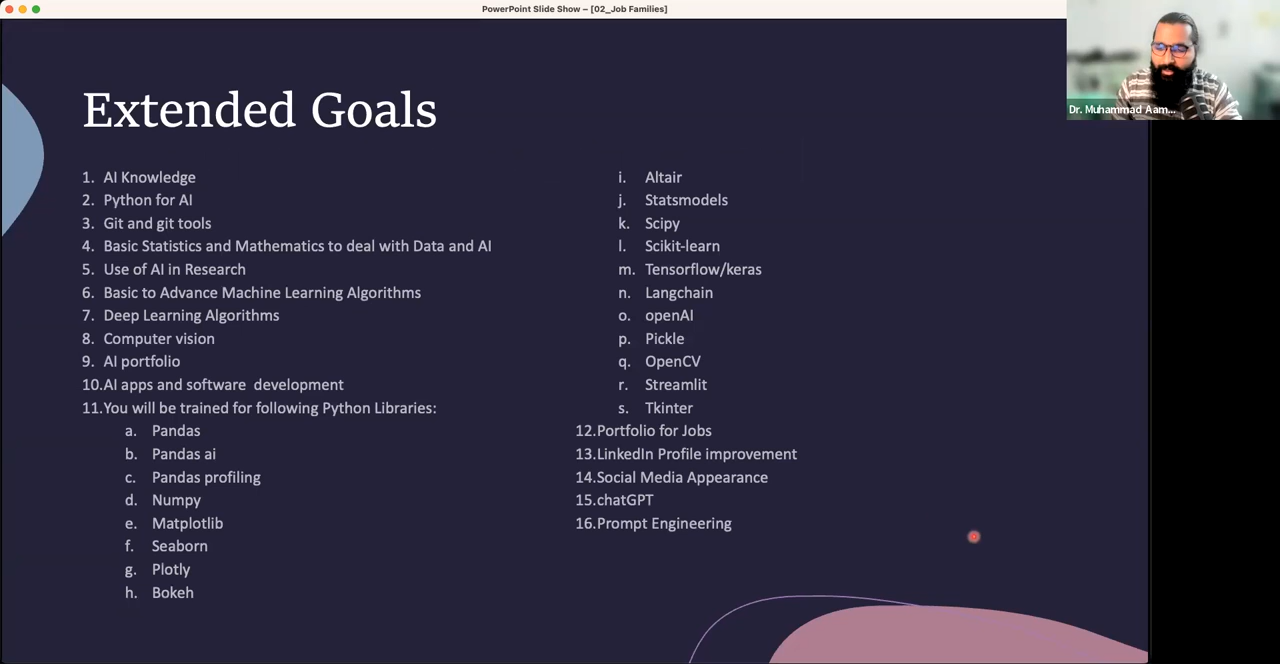 PowerPoint Slide Show – [02_Job Families]
Dr. Muhammad Aam...
Extended Goals
1. AI Knowledge
2. Python for AI
3. Git and git tools
4. Basic Statistics and Mathematics to deal with Data and AI
5. Use of AI in Research
6. Basic to Advance Machine Learning Algorithms
7. Deep Learning Algorithms
8. Computer vision
9. AI portfolio
10.AI apps and software  development
11.You will be trained for following Python Libraries:
a. Pandas
b. Pandas ai
c. Pandas profiling
d. Numpy
e. Matplotlib
f. Seaborn
g. Plotly
h. Bokeh
i. Altair
j. Statsmodels
k. Scipy
l. Scikit-learn
m. Tensorflow/keras
n. Langchain
o. openAI
p. Pickle
q. OpenCV
r. Streamlit
s. Tkinter
12.Portfolio for Jobs
13.LinkedIn Profile improvement
14.Social Media Appearance
15.chatGPT
16.Prompt Engineering